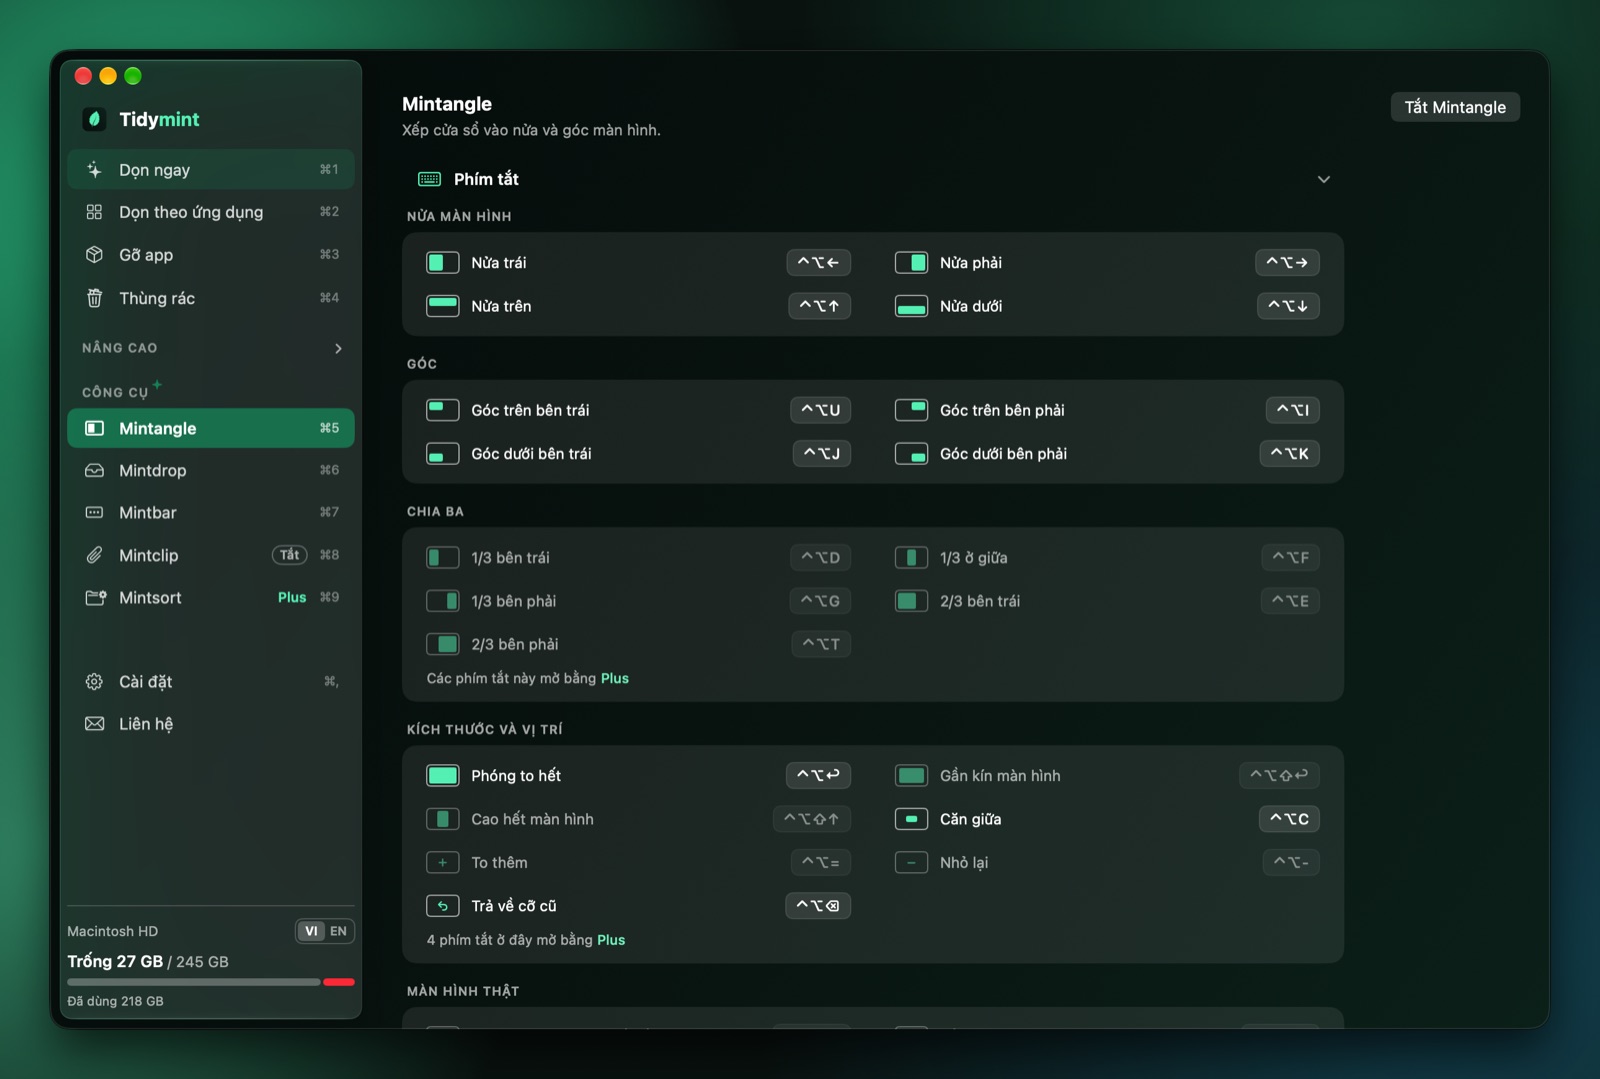 Tidymint
Dọn ngay ⌘1
Dọn theo ứng dụng ⌘2
Gỡ app ⌘3
Thùng rác ⌘4
NÂNG CAO
CÔNG CỤ
Mintangle ⌘5
Mintdrop ⌘6
Mintbar ⌘7
Mintclip Tắt ⌘8
Mintsort Plus ⌘9
Cài đặt ⌘,
Liên hệ
Macintosh HD VI EN
Trống 27 GB / 245 GB
Đã dùng 218 GB
Mintangle
Tắt Mintangle
Xếp cửa sổ vào nửa và góc màn hình.
Phím tắt
NỬA MÀN HÌNH
Nửa trái ^⌥← Nửa phải ^⌥→
Nửa trên ^⌥↑ Nửa dưới ^⌥↓
GÓC
Góc trên bên trái ^⌥U Góc trên bên phải ^⌥I
Góc dưới bên trái ^⌥J Góc dưới bên phải ^⌥K
CHIA BA
1/3 bên trái ^⌥D 1/3 ở giữa ^⌥F
1/3 bên phải ^⌥G 2/3 bên trái ^⌥E
2/3 bên phải ^⌥T
Các phím tắt này mở bằng Plus
KÍCH THƯỚC VÀ VỊ TRÍ
Phóng to hết ^⌥↩ Gần kín màn hình ^⌥⇧↩
Cao hết màn hình ^⌥⇧↑ Căn giữa ^⌥C
To thêm ^⌥= Nhỏ lại ^⌥-
Trả về cỡ cũ ^⌥⌫
4 phím tắt ở đây mở bằng Plus
MÀN HÌNH THẬT